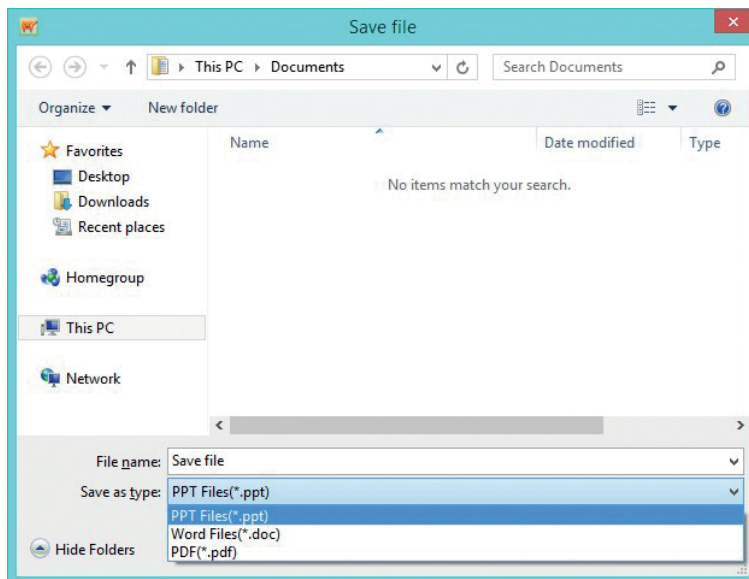 Save file
This PC Documents Search Documents
Organize New folder
Name Date modified Type
No items match your search.
Favorites
Desktop
Downloads
Recent places
Homegroup
This PC
Network
File name: Save file
Save as type: PPT Files(*.ppt)
PPT Files(*.ppt)
Word Files(*.doc)
PDF(*.pdf)
Hide Folders